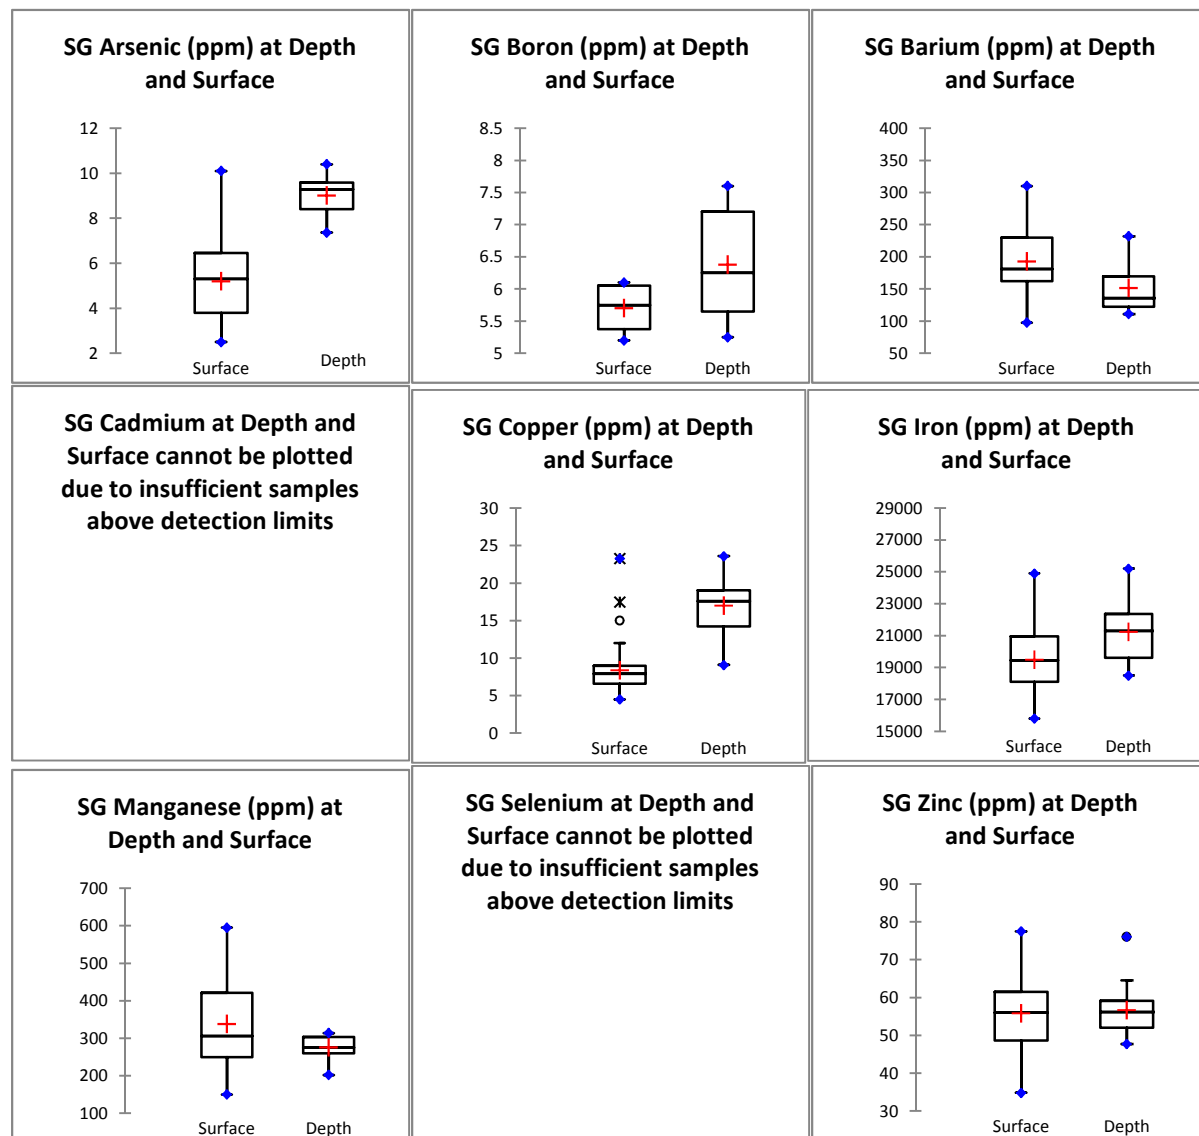 SG Arsenic (ppm) at Depth
and Surface
12
10
8
6
4
2
Surface
Depth
SG Boron (ppm) at Depth
and Surface
8.5
8
7.5
7
6.5
6
5.5
5
Surface
Depth
SG Barium (ppm) at Depth
and Surface
400
350
300
250
200
150
100
50
Surface
Depth
SG Cadmium at Depth and
Surface cannot be plotted
due to insufficient samples
above detection limits
SG Copper (ppm) at Depth
and Surface
30
25
20
15
10
5
0
Surface
Depth
SG Iron (ppm) at Depth
and Surface
29000
27000
25000
23000
21000
19000
17000
15000
Surface
Depth
SG Manganese (ppm) at
Depth and Surface
700
600
500
400
300
200
100
Surface
Depth
SG Selenium at Depth and
Surface cannot be plotted
due to insufficient samples
above detection limits
SG Zinc (ppm) at Depth
and Surface
90
80
70
60
50
40
30
Surface
Depth